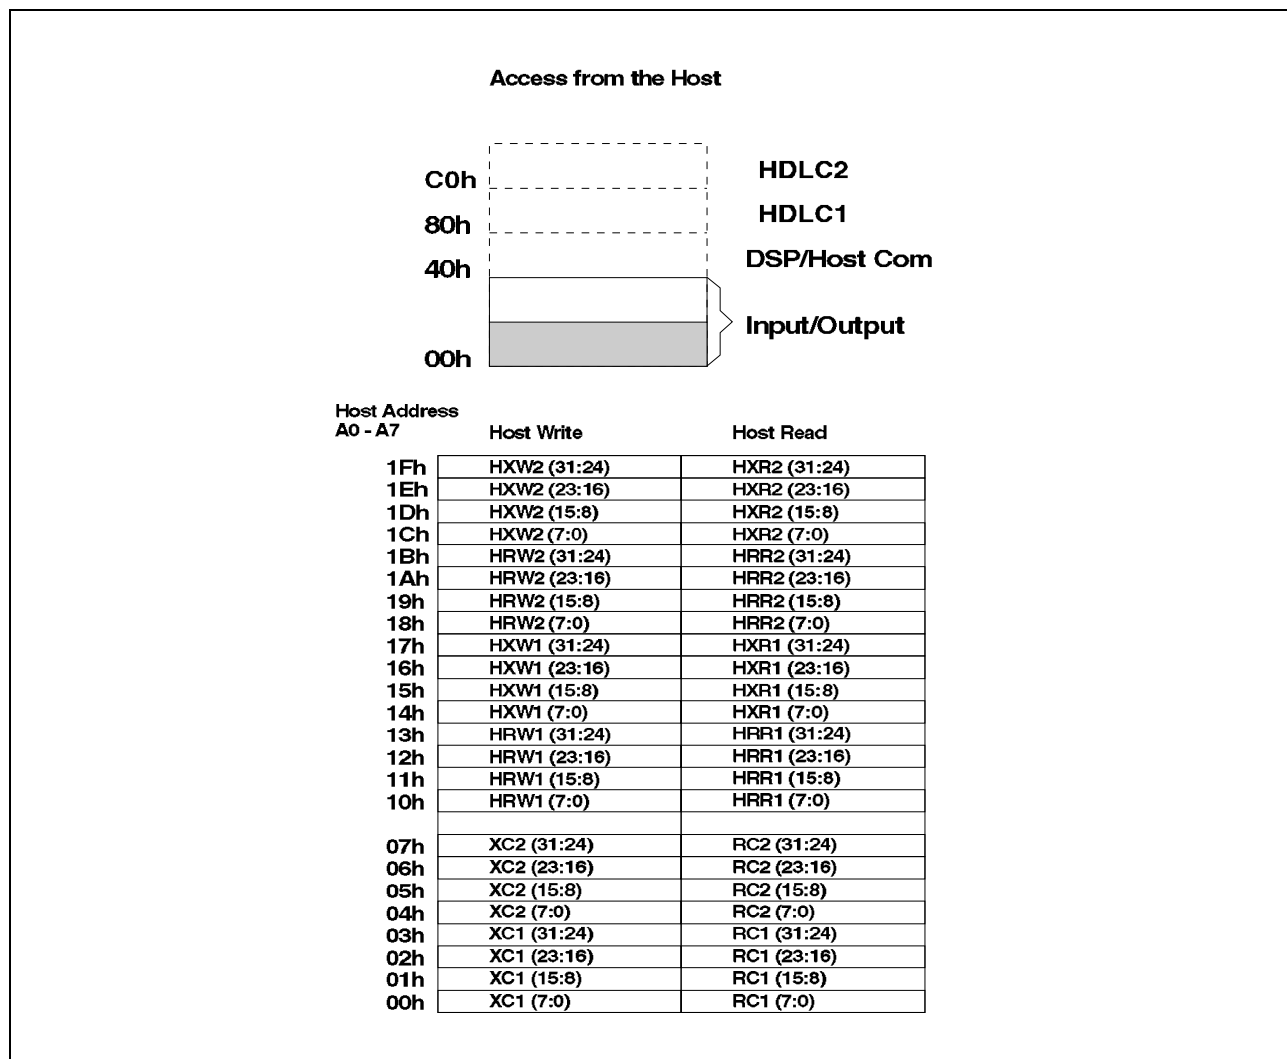 Access from the Host
HDLC2
C0h
HDLC1
80h
DSP/Host Com
40h
Input/Output
00h
Host Address
A0 - A7 Host Write Host Read
1Fh HXW2 (31:24) HXR2 (31:24)
1Eh HXW2 (23:16) HXR2 (23:16)
1Dh HXW2 (15:8) HXR2 (15:8)
1Ch HXW2 (7:0) HXR2 (7:0)
1Bh HRW2 (31:24) HRR2 (31:24)
1Ah HRW2 (23:16) HRR2 (23:16)
19h HRW2 (15:8) HRR2 (15:8)
18h HRW2 (7:0) HRR2 (7:0)
17h HXW1 (31:24) HXR1 (31:24)
16h HXW1 (23:16) HXR1 (23:16)
15h HXW1 (15:8) HXR1 (15:8)
14h HXW1 (7:0) HXR1 (7:0)
13h HRW1 (31:24) HRR1 (31:24)
12h HRW1 (23:16) HRR1 (23:16)
11h HRW1 (15:8) HRR1 (15:8)
10h HRW1 (7:0) HRR1 (7:0)
07h XC2 (31:24) RC2 (31:24)
06h XC2 (23:16) RC2 (23:16)
05h XC2 (15:8) RC2 (15:8)
04h XC2 (7:0) RC2 (7:0)
03h XC1 (31:24) RC1 (31:24)
02h XC1 (23:16) RC1 (23:16)
01h XC1 (15:8) RC1 (15:8)
00h XC1 (7:0) RC1 (7:0)